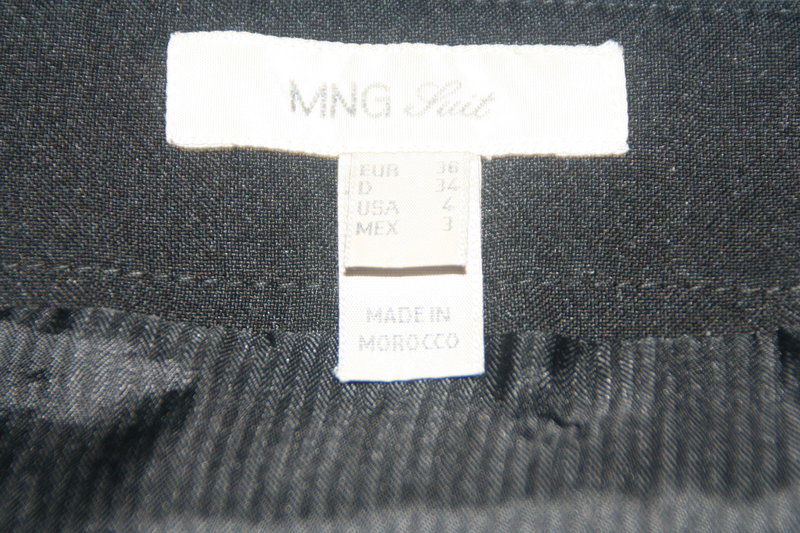 MNG Suit
EUR 36
D 34
USA 4
MEX 3
MADE IN
MOROCCO